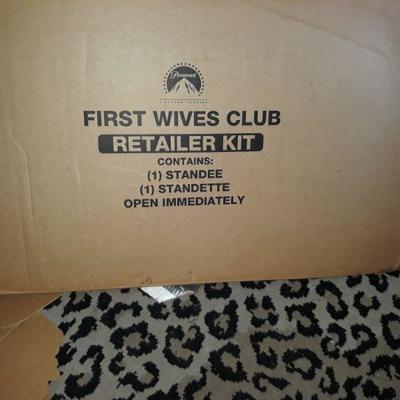 Paramount
FIRST WIVES CLUB
RETAILER KIT
CONTAINS:
(1) STANDEE
(1) STANDETTE
OPEN IMMEDIATELY